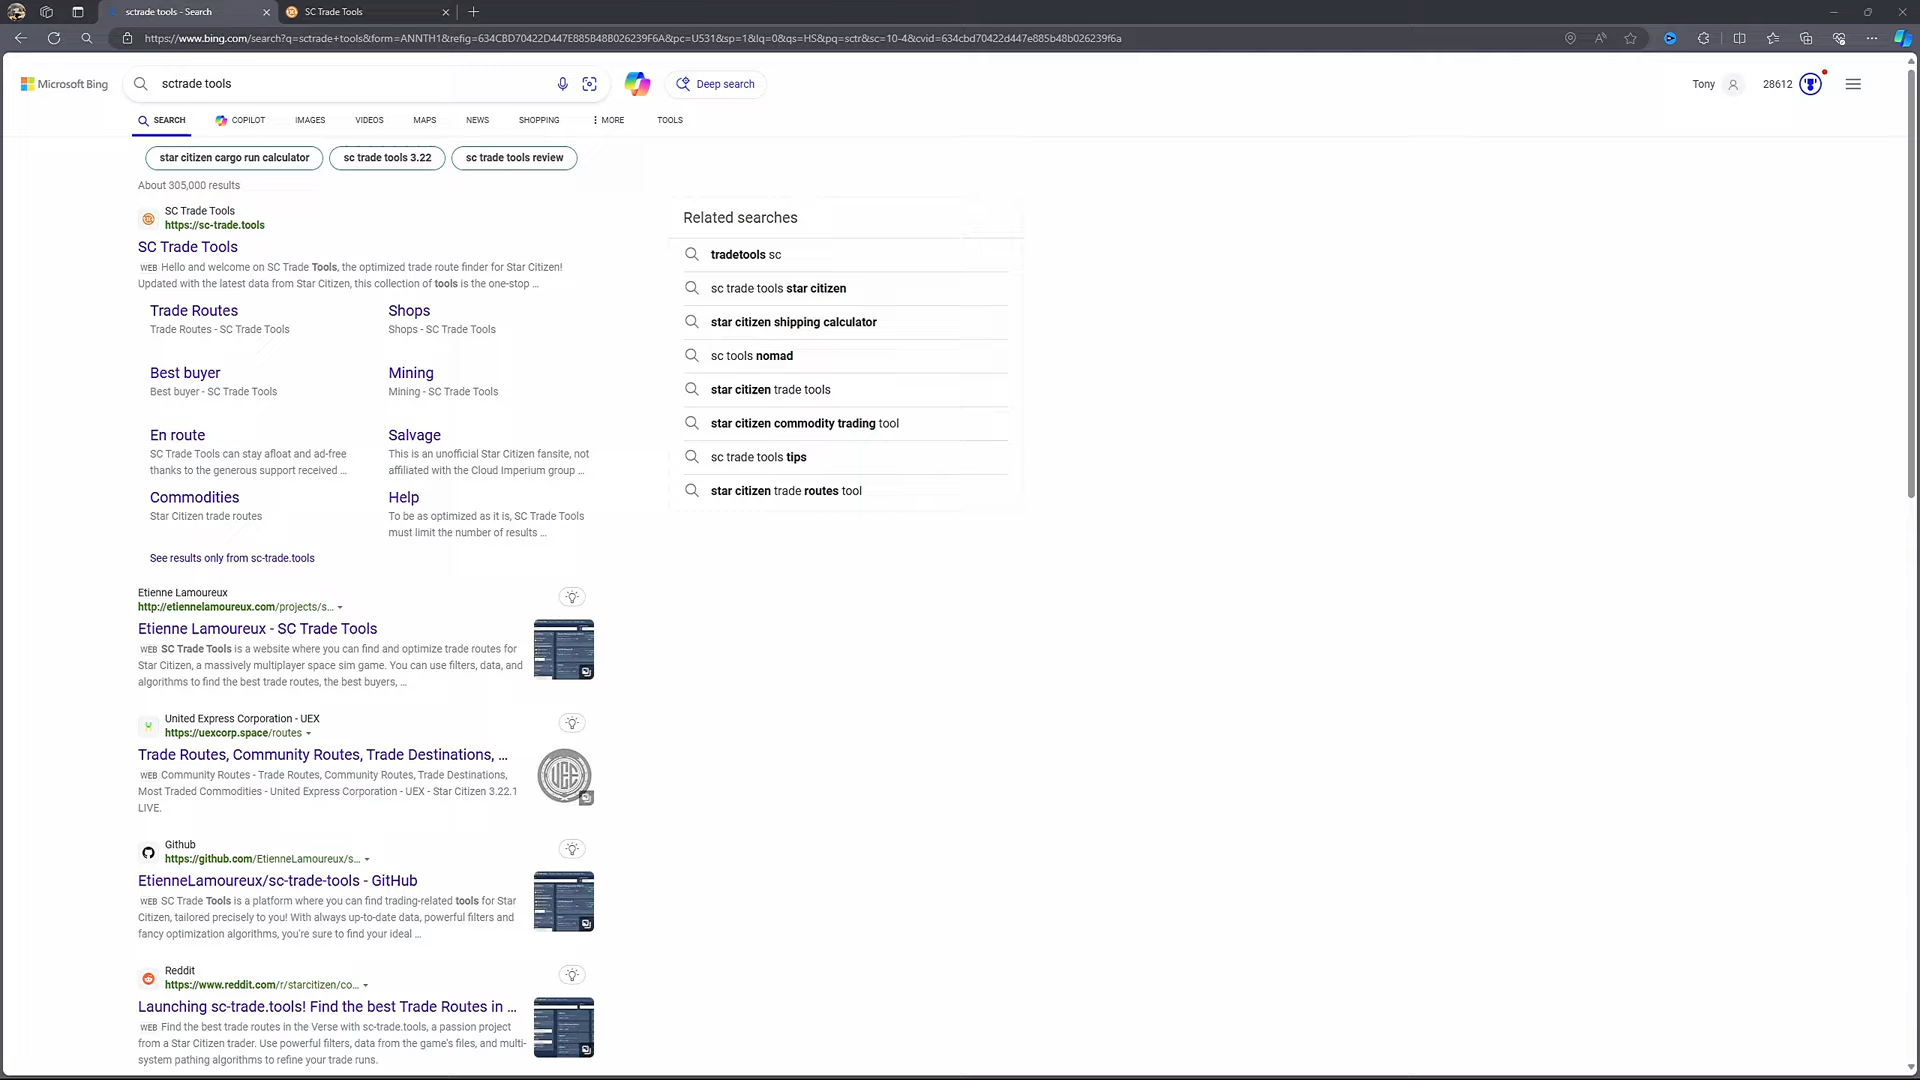 sctrade tools - Search
SC Trade Tools
https://www.bing.com/search?q=sctrade+tools&form=ANNTH1&refig=634CBD70422D447E885B48B026239F6A&pc=U531&sp=1&lq=0&qs=HS&pq=sctr&sc=10-4&cvid=634cbd70422d447e885b48b026239f6a
Microsoft Bing
sctrade tools
Deep search
Tony
28612
SEARCH
COPILOT
IMAGES
VIDEOS
MAPS
NEWS
SHOPPING
MORE
TOOLS
star citizen cargo run calculator
sc trade tools 3.22
sc trade tools review
About 305,000 results
SC Trade Tools
https://sc-trade.tools
SC Trade Tools
WEB Hello and welcome on SC Trade Tools, the optimized trade route finder for Star Citizen!
Updated with the latest data from Star Citizen, this collection of tools is the one-stop ...
Trade Routes
Trade Routes - SC Trade Tools
Shops
Shops - SC Trade Tools
Best buyer
Best buyer - SC Trade Tools
Mining
Mining - SC Trade Tools
En route
SC Trade Tools can stay afloat and ad-free
thanks to the generous support received ...
Salvage
This is an unofficial Star Citizen fansite, not
affiliated with the Cloud Imperium group ...
Commodities
Star Citizen trade routes
Help
To be as optimized as it is, SC Trade Tools
must limit the number of results ...
See results only from sc-trade.tools
Etienne Lamoureux
http://etiennelamoureux.com/projects/s...
Etienne Lamoureux - SC Trade Tools
WEB SC Trade Tools is a website where you can find and optimize trade routes for
Star Citizen, a massively multiplayer space sim game. You can use filters, data, and
algorithms to find the best trade routes, the best buyers, ...
United Express Corporation - UEX
https://uexcorp.space/routes
Trade Routes, Community Routes, Trade Destinations, ...
WEB Community Routes - Trade Routes, Community Routes, Trade Destinations,
Most Traded Commodities - United Express Corporation - UEX - Star Citizen 3.22.1
LIVE.
UEE
Github
https://github.com/EtienneLamoureux/s...
EtienneLamoureux/sc-trade-tools - GitHub
WEB SC Trade Tools is a platform where you can find trading-related tools for Star
Citizen, tailored precisely to you! With always up-to-date data, powerful filters and
fancy optimization algorithms, you're sure to find your ideal ...
Reddit
https://www.reddit.com/r/starcitizen/co...
Launching sc-trade.tools! Find the best Trade Routes in ...
WEB Find the best trade routes in the Verse with sc-trade.tools, a passion project
from a Star Citizen trader. Use powerful filters, data from the game's files, and multi-
system pathing algorithms to refine your trade runs.
Related searches
tradetools sc
sc trade tools star citizen
star citizen shipping calculator
sc tools nomad
star citizen trade tools
star citizen commodity trading tool
sc trade tools tips
star citizen trade routes tool